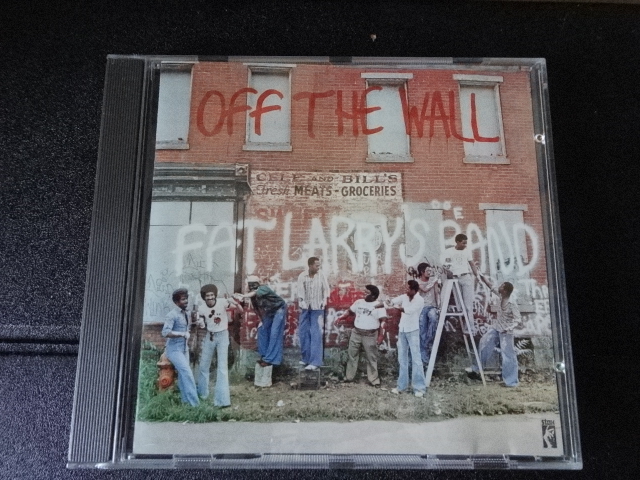 OFF THE WALL
CELE AND BILL'S
Fresh MEATS - GROCERIES
FAT LARRY'S BAND